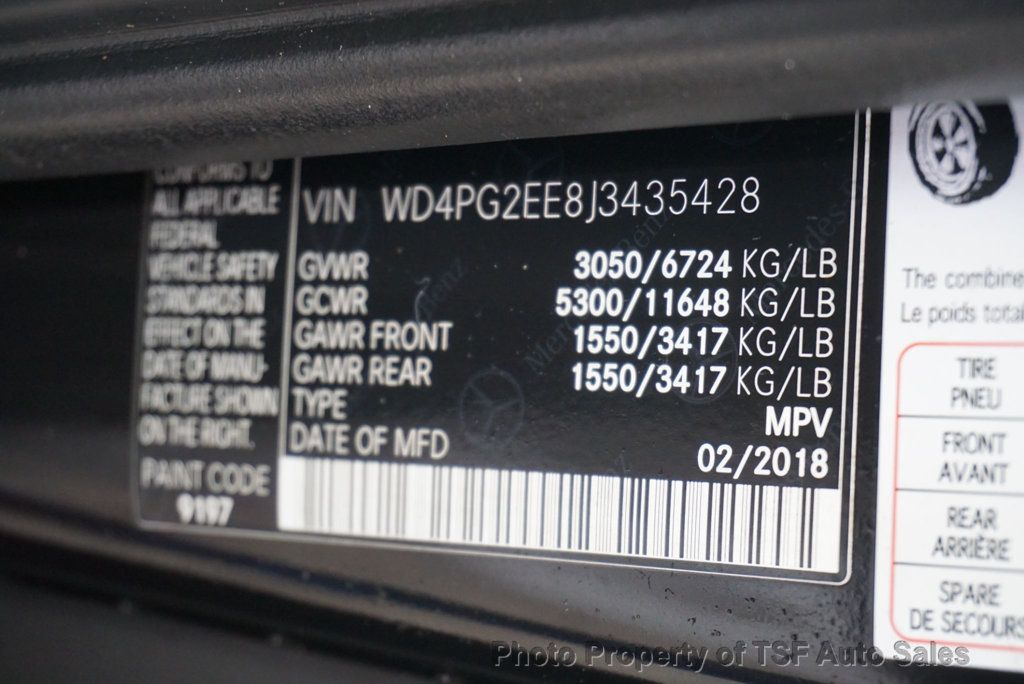 CONFORMS TO
ALL APPLICABLE
FEDERAL
VEHICLE SAFETY
STANDARDS IN
EFFECT ON THE
DATE OF MANU-
FACTURE SHOWN
ON THE RIGHT.
PAINT CODE
9197
VIN WD4PG2EE8J3435428
GVWR 3050/6724 KG/LB
GCWR 5300/11648 KG/LB
GAWR FRONT 1550/3417 KG/LB
GAWR REAR 1550/3417 KG/LB
TYPE MPV
DATE OF MFD 02/2018
The combine
Le poids total
TIRE
PNEU
FRONT
AVANT
REAR
ARRIÈRE
SPARE
DE SECOURS
Photo Property of TSF Auto Sales